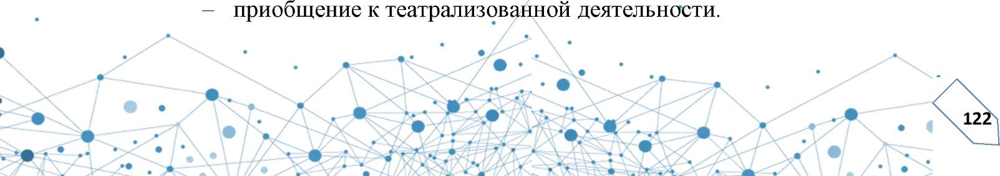 – приобщение к театрализованной деятельности.
122